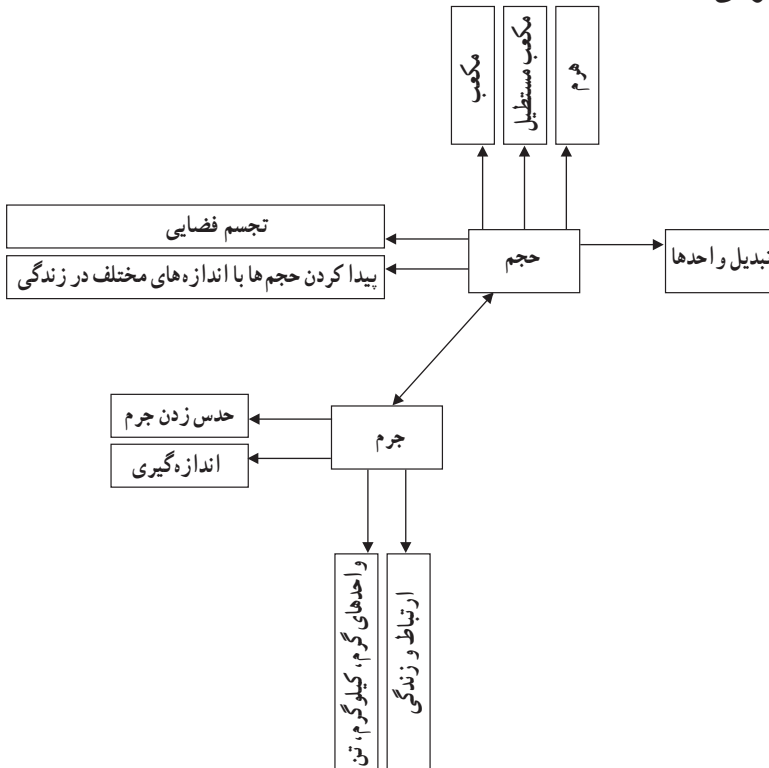 هرم
مکعب مستطیل
مکعب
تبدیل واحدها
حجم
تجسم فضایی
پیدا کردن حجم‌ها با اندازه‌های مختلف در زندگی
جرم
حدس زدن جرم
اندازه‌گیری
ارتباط و زندگی
واحدهای گرم، کیلوگرم، تن